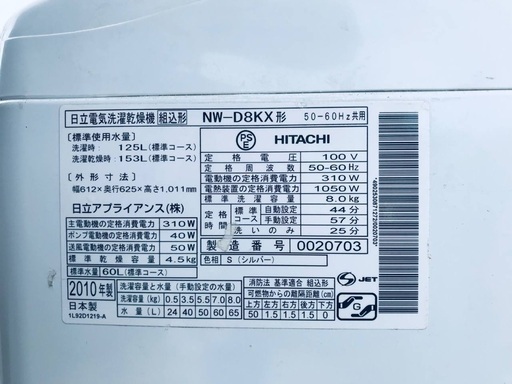 日立電気洗濯乾燥機 組込形 NW-D8KX形 50-60Hz共用
[標準使用水量]
洗濯時：125L(標準コース)
洗乾時：153L(標準コース)
[外形寸法]
幅612×奥625×高さ1,011mm
日立アプライアンス(株)
主電動機の定格消費電力 310W
ポンプ電動機の定格消費電力 40W
送風電動機の定格消費電力 50W
標準乾燥容量 4.5kg
標準水量 60L(標準コース)
PSE HITACHI
定格電圧 100V
定格周波数 50-60Hz
電動機の定格消費電力 310W
電熱装置の定格消費電力 1050W
標準洗濯容量 8.0kg
定格時間 標準コース 44分
手動設定 57分
洗いのみ 25分
製造番号 0020703
色相 S(シルバー)
S JET
2010年製
日本製
1L92D1219-A
洗濯容量と水量(手動設定の水量)
洗濯容量(kg) 0.5 3.5 5.5 7.0 8.0
水量(L) 24 40 50 60 65
消防法 基準適合 組込形
可燃物からの離隔距離(cm)
上方 左方 右方 前方 後方 下方
50 1.5 1.5 1.5 1.5 0
G